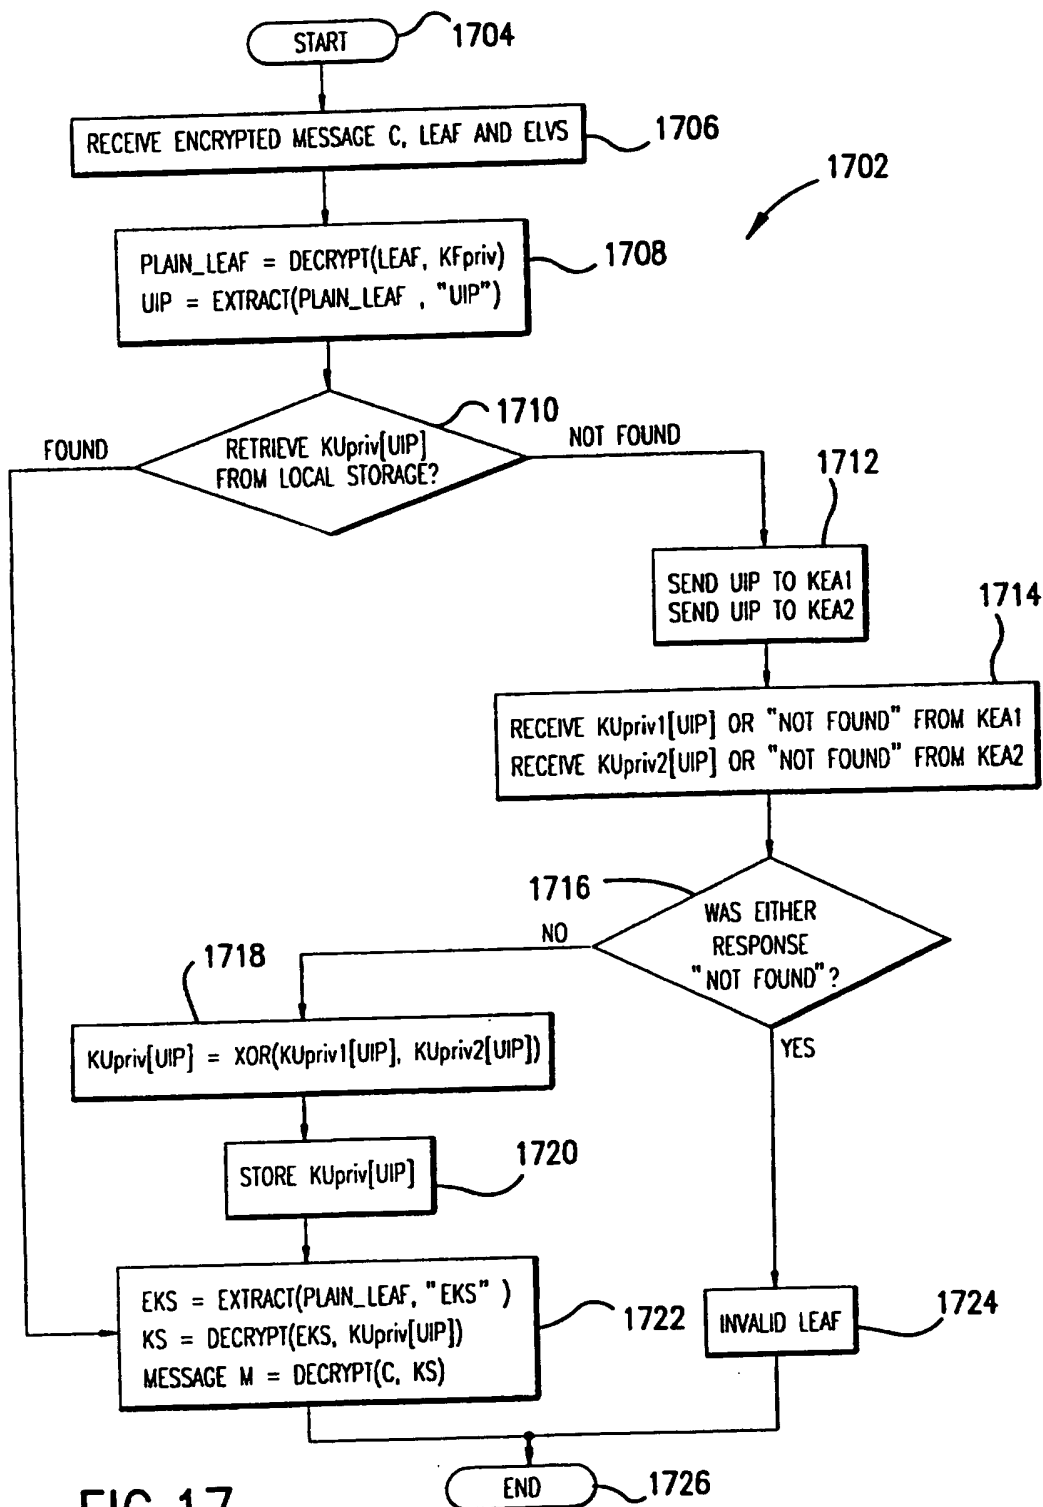 START
1704
RECEIVE ENCRYPTED MESSAGE C, LEAF AND ELVS
1706
1702
PLAIN_LEAF = DECRYPT(LEAF, KFpriv)
UIP = EXTRACT(PLAIN_LEAF , "UIP")
1708
1710
FOUND
RETRIEVE KUpriv[UIP]
FROM LOCAL STORAGE?
NOT FOUND
1712
SEND UIP TO KEA1
SEND UIP TO KEA2
1714
RECEIVE KUpriv1[UIP] OR "NOT FOUND" FROM KEA1
RECEIVE KUpriv2[UIP] OR "NOT FOUND" FROM KEA2
1716
WAS EITHER
RESPONSE
"NOT FOUND"?
NO
YES
1718
KUpriv[UIP] = XOR(KUpriv1[UIP], KUpriv2[UIP])
STORE KUpriv[UIP]
1720
EKS = EXTRACT(PLAIN_LEAF, "EKS" )
KS = DECRYPT(EKS, KUpriv[UIP])
MESSAGE M = DECRYPT(C, KS)
1722
INVALID LEAF
1724
END
1726
FIG. 17